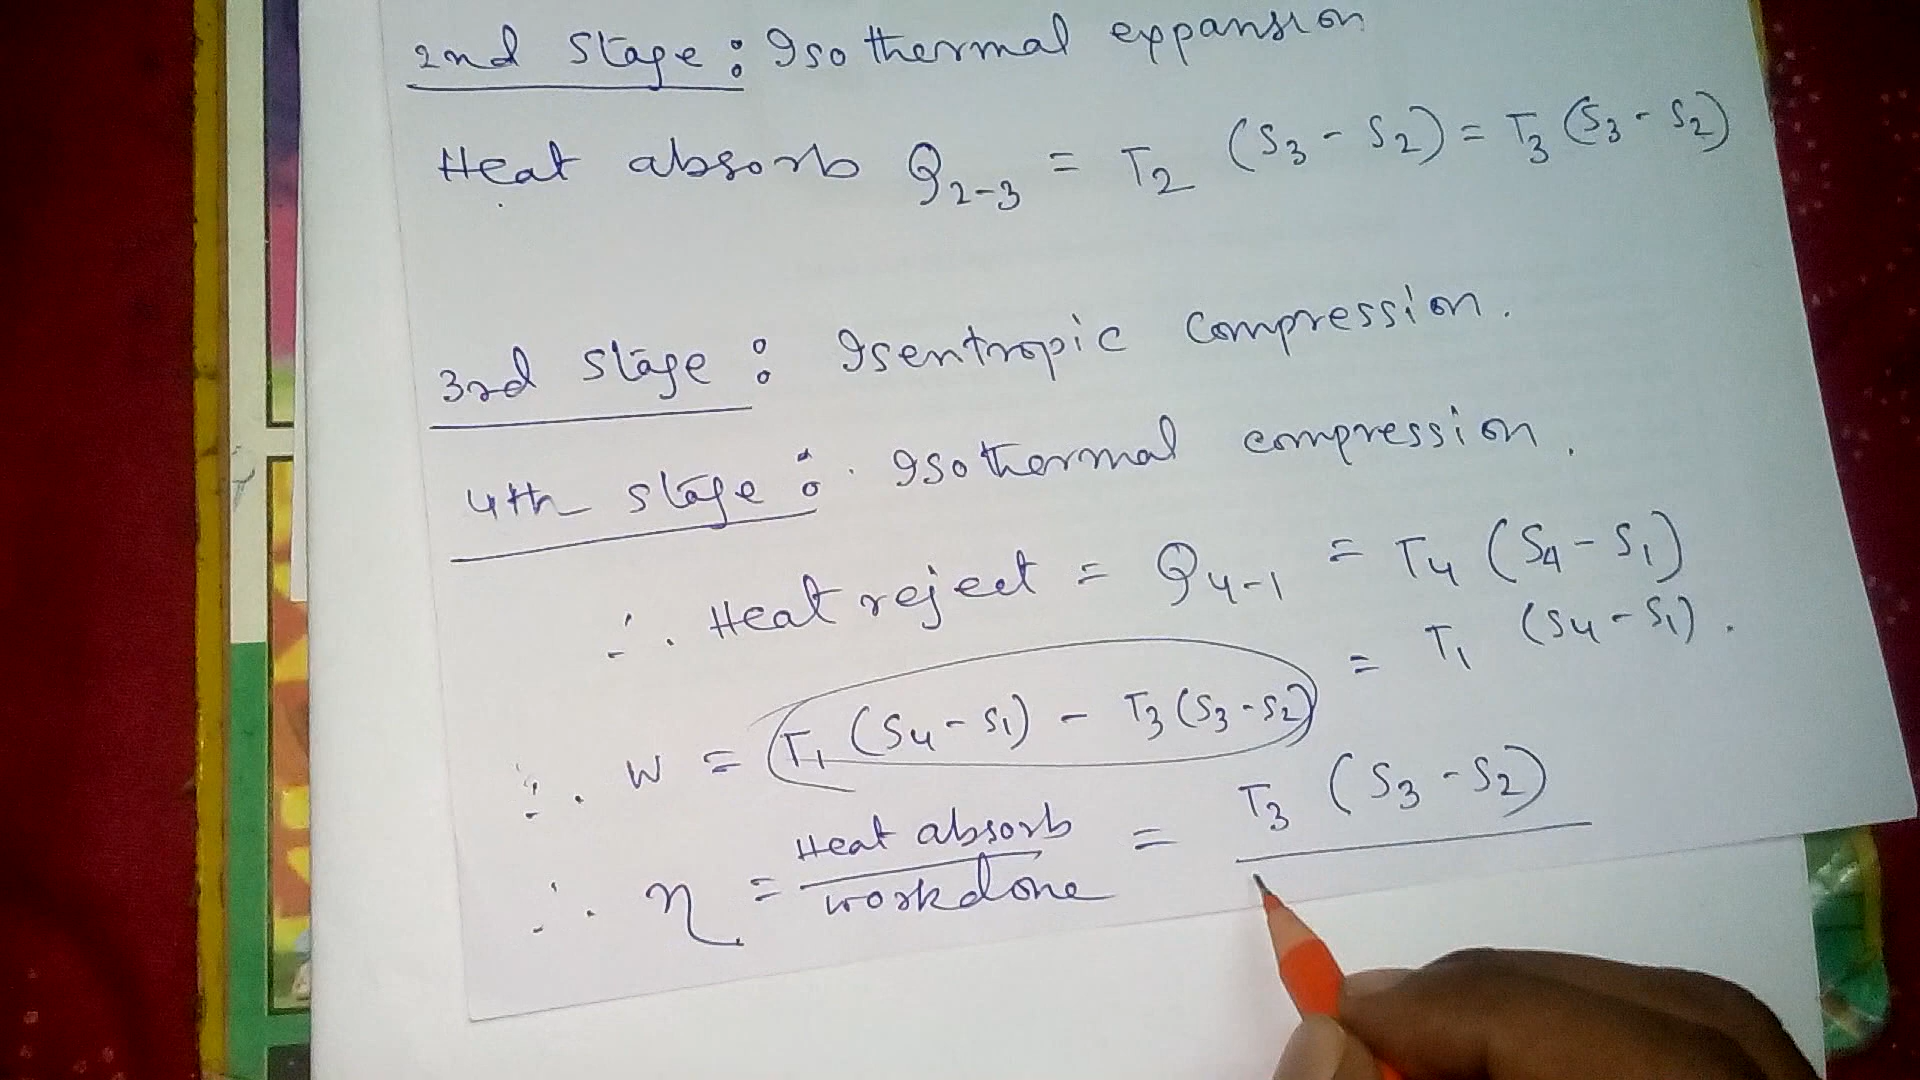 2nd stage : Isothermal expansion
Heat absorb Q₂₋₃ = T₂ (S₃ - S₂) = T₃ (S₃ - S₂)
3rd stage : Isentropic compression.
4th stage : Isothermal compression.
∴ Heat reject = Q₄₋₁ = T₄ (S₄ - S₁)
= T₁ (S₄ - S₁).
∴ W = T₁ (S₄ - S₁) - T₃ (S₃ - S₂)
∴ η = Heat absorb / workdone = T₃ (S₃ - S₂)